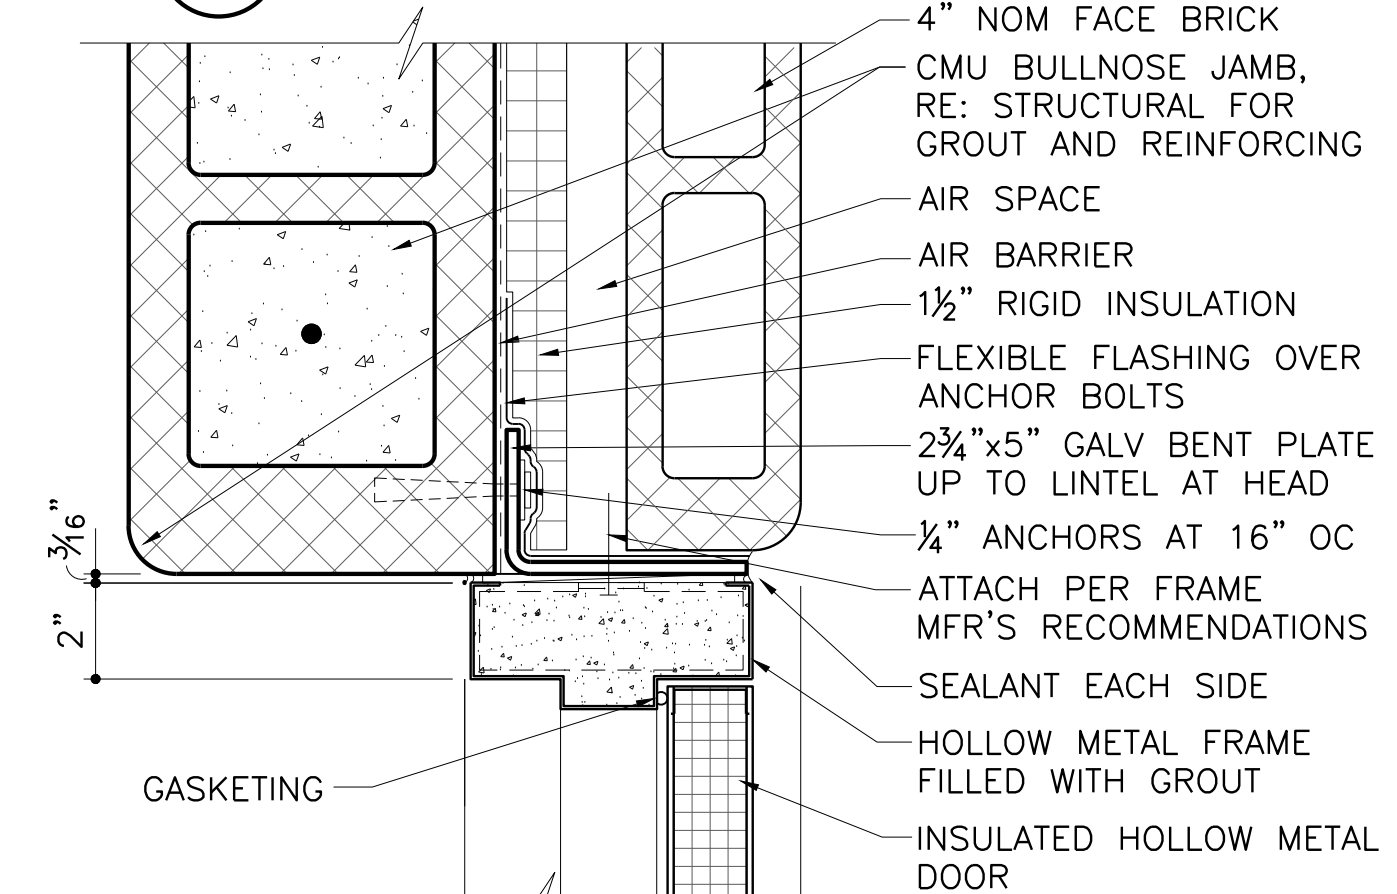 4” NOM FACE BRICK
CMU BULLNOSE JAMB,
RE: STRUCTURAL FOR
GROUT AND REINFORCING
AIR SPACE
AIR BARRIER
1½” RIGID INSULATION
FLEXIBLE FLASHING OVER
ANCHOR BOLTS
2¾”x5” GALV BENT PLATE
UP TO LINTEL AT HEAD
¼” ANCHORS AT 16” OC
ATTACH PER FRAME
MFR’S RECOMMENDATIONS
SEALANT EACH SIDE
HOLLOW METAL FRAME
FILLED WITH GROUT
INSULATED HOLLOW METAL
DOOR
3/16”
2”
GASKETING